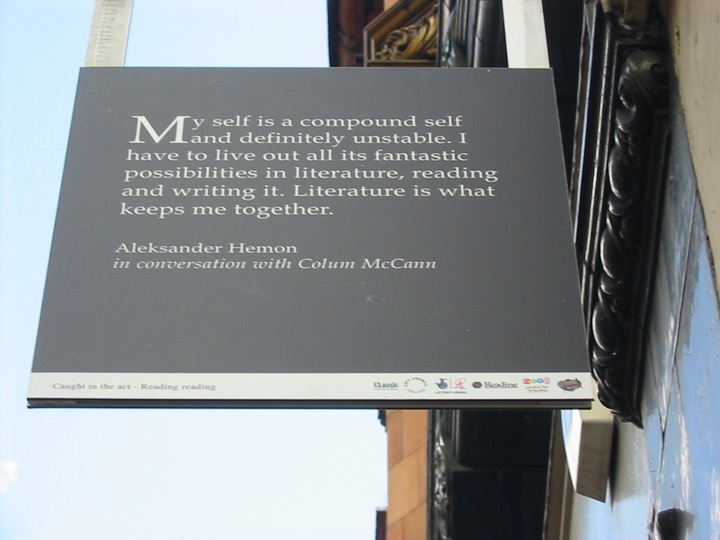 My self is a compound self
and definitely unstable. I
have to live out all its fantastic
possibilities in literature, reading
and writing it. Literature is what
keeps me together.
Aleksander Hemon
in conversation with Colum McCann
Caught in the act - Reading reading
Reading
2008